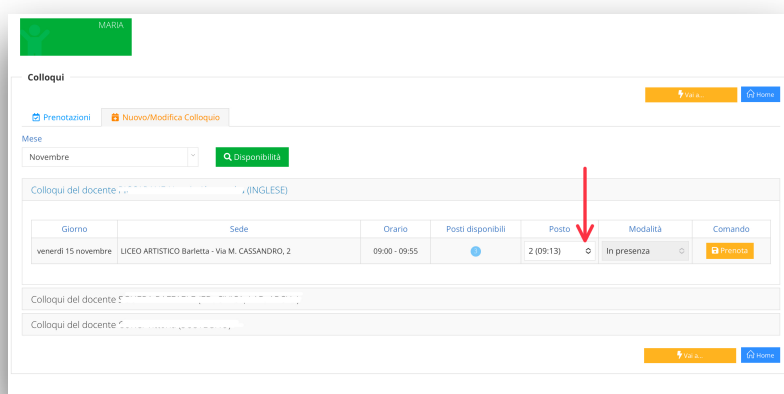 MARIA
Colloqui
Vai a...
Home
Prenotazioni
Nuovo/Modifica Colloquio
Mese
Novembre
Disponibilità
Colloqui del docente (INGLESE)
Giorno Sede Orario Posti disponibili Posto Modalità Comando
venerdì 15 novembre LICEO ARTISTICO Barletta - Via M. CASSANDRO, 2 09:00 - 09:55 2 (09:13) In presenza Prenota
Colloqui del docente
Colloqui del docente
Vai a...
Home